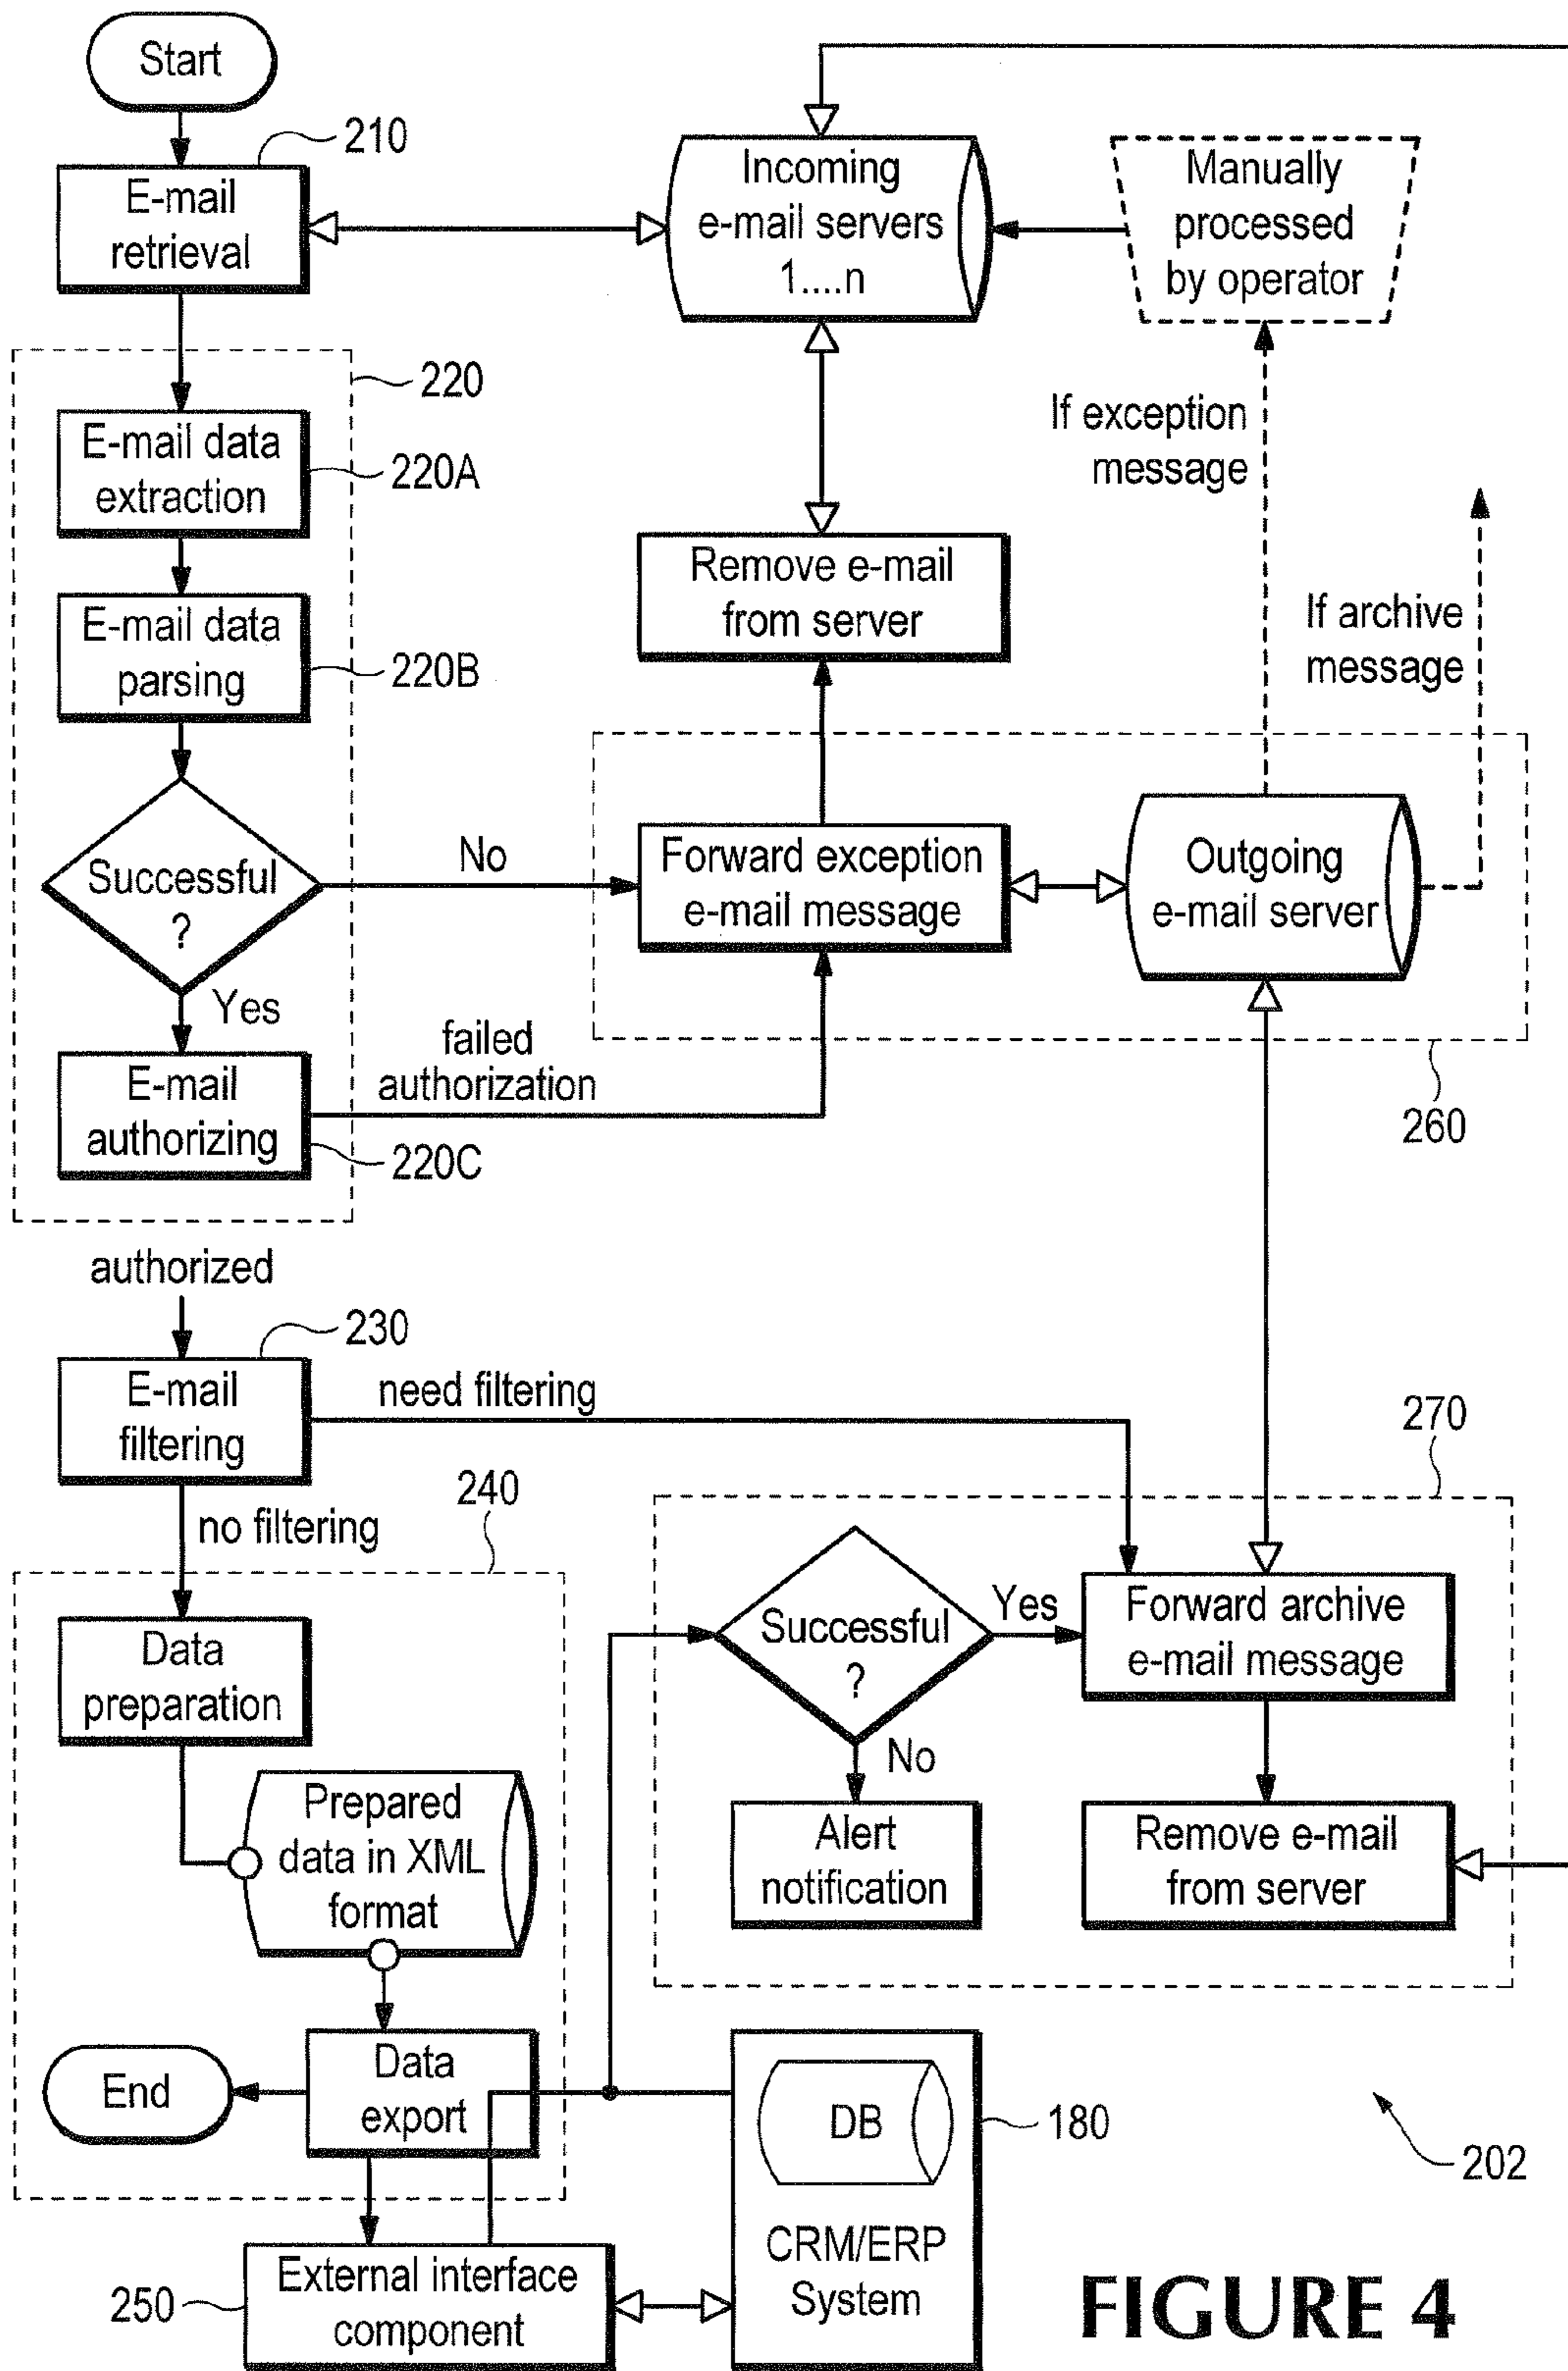 Start
210
E-mail
retrieval
Incoming
e-mail servers
1....n
Manually
processed
by operator
220
E-mail data
extraction
220A
If exception
message
Remove e-mail
from server
E-mail data
parsing
220B
If archive
message
Successful
?
No
Forward exception
e-mail message
Outgoing
e-mail server
Yes
E-mail
authorizing
220C
failed
authorization
260
authorized
230
E-mail
filtering
need filtering
270
240
no filtering
Data
preparation
Successful
?
Yes
Forward archive
e-mail message
No
Prepared
data in XML
format
Alert
notification
Remove e-mail
from server
End
Data
export
DB
180
202
CRM/ERP
System
External interface
component
250
FIGURE 4